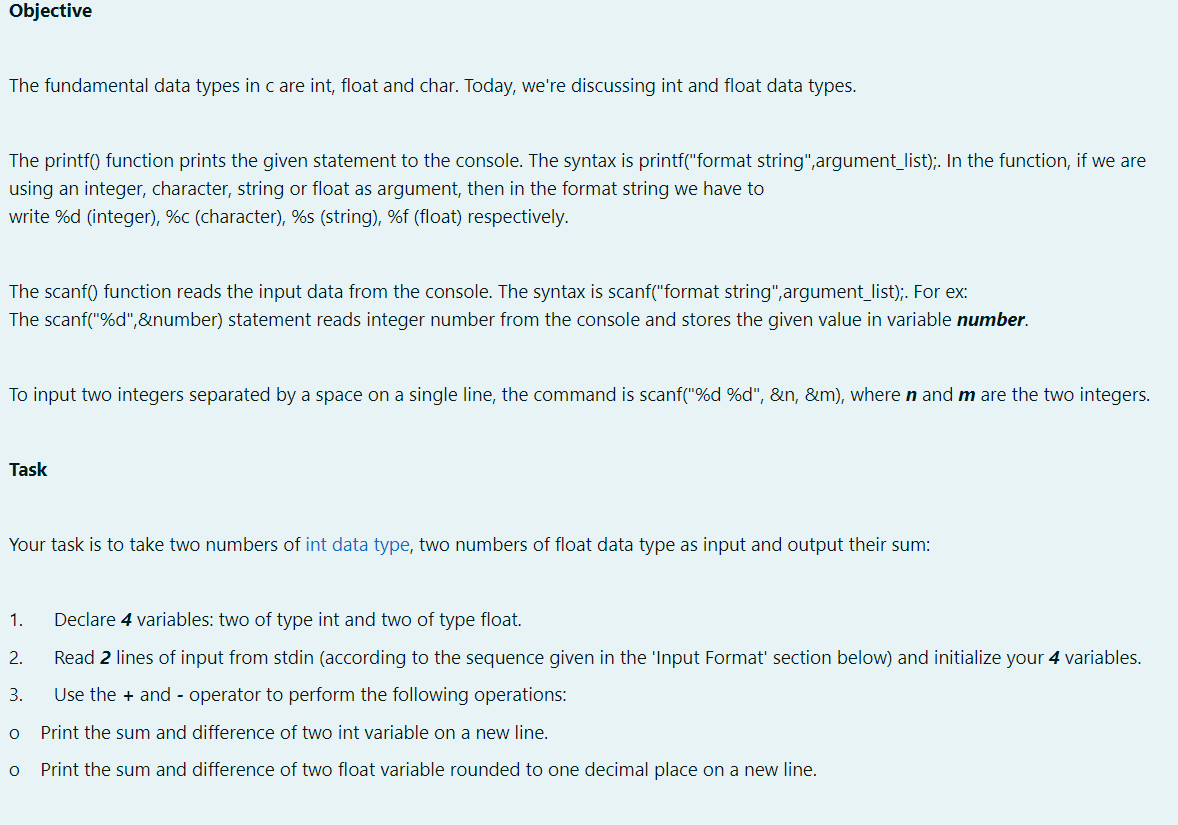 Objective
The fundamental data types in c are int, float and char. Today, we're discussing int and float data types.
The printf() function prints the given statement to the console. The syntax is printf("format string",argument_list);. In the function, if we are
using an integer, character, string or float as argument, then in the format string we have to
write %d (integer), %c (character), %s (string), %f (float) respectively.
The scanf() function reads the input data from the console. The syntax is scanf("format string",argument_list);. For ex:
The scanf("%d",&number) statement reads integer number from the console and stores the given value in variable number.
To input two integers separated by a space on a single line, the command is scanf("%d %d", &n, &m), where n and m are the two integers.
Task
Your task is to take two numbers of int data type, two numbers of float data type as input and output their sum:
1. Declare 4 variables: two of type int and two of type float.
2. Read 2 lines of input from stdin (according to the sequence given in the 'Input Format' section below) and initialize your 4 variables.
3. Use the + and - operator to perform the following operations:
o Print the sum and difference of two int variable on a new line.
o Print the sum and difference of two float variable rounded to one decimal place on a new line.